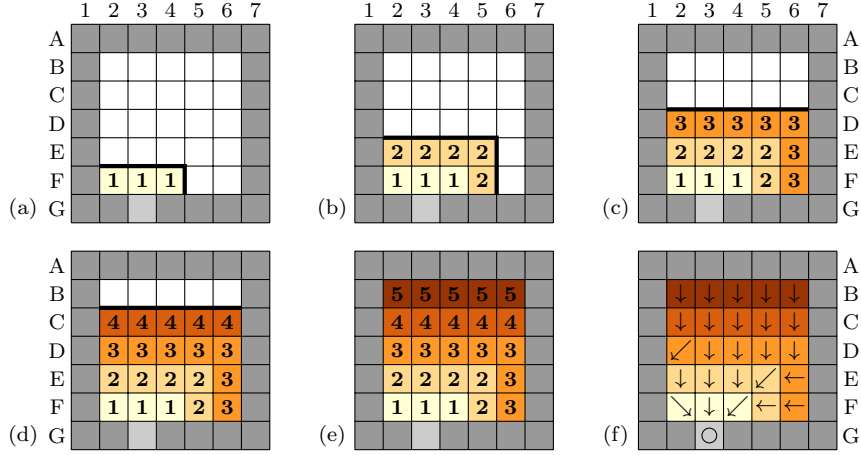 1 2 3 4 5 6 7 1 2 3 4 5 6 7 1 2 3 4 5 6 7
A A
B B
C C
D 3 3 3 3 3 D
E 2 2 2 2 2 2 2 2 3 E
F 1 1 1 1 1 1 2 1 1 1 2 3 F
(a) G (b) (c) G
A A
B 5 5 5 5 5 ↓ ↓ ↓ ↓ ↓ B
C 4 4 4 4 4 4 4 4 4 4 ↓ ↓ ↓ ↓ ↓ C
D 3 3 3 3 3 3 3 3 3 3 ↙ ↓ ↓ ↓ ↓ D
E 2 2 2 2 3 2 2 2 2 3 ↓ ↓ ↓ ↙ ← E
F 1 1 1 2 3 1 1 1 2 3 ↘ ↓ ↙ ← ← F
(d) G (e) (f) ○ G